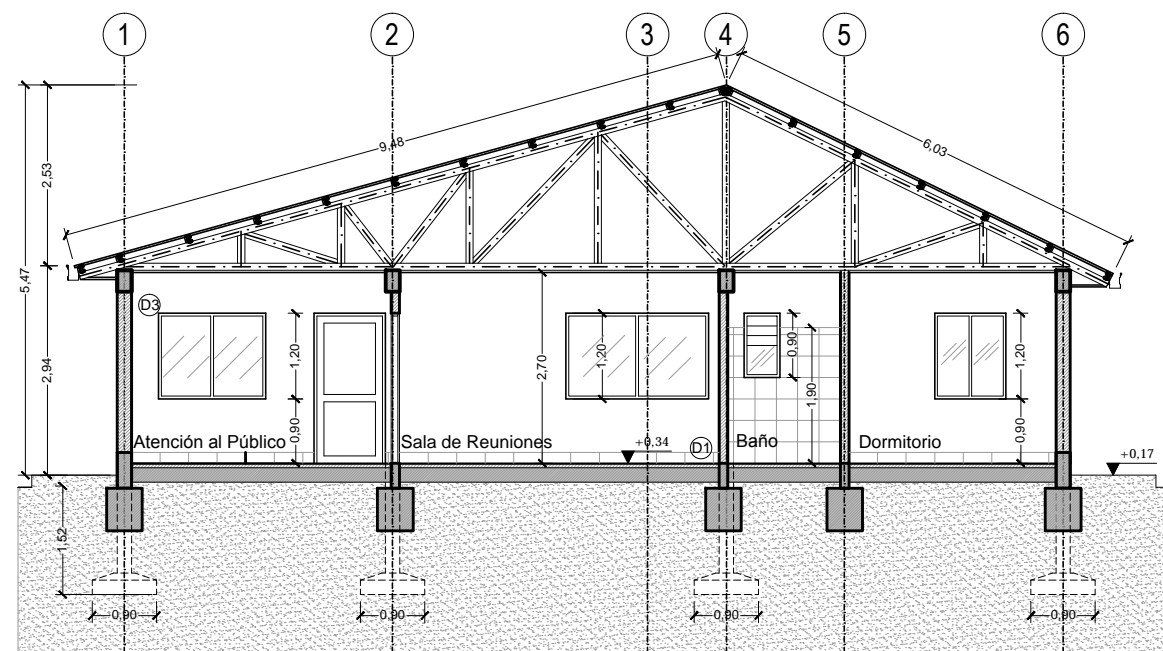 1 2 3 4 5 6
9,48
6,03
2,53
5,47
2,94
D3
1,20
0,90
2,70
1,20
0,90
1,90
1,20
0,90
Atención al Público
Sala de Reuniones
+0,34
D1
Baño
Dormitorio
+0,17
1,52
0,90
0,90
0,90
0,90